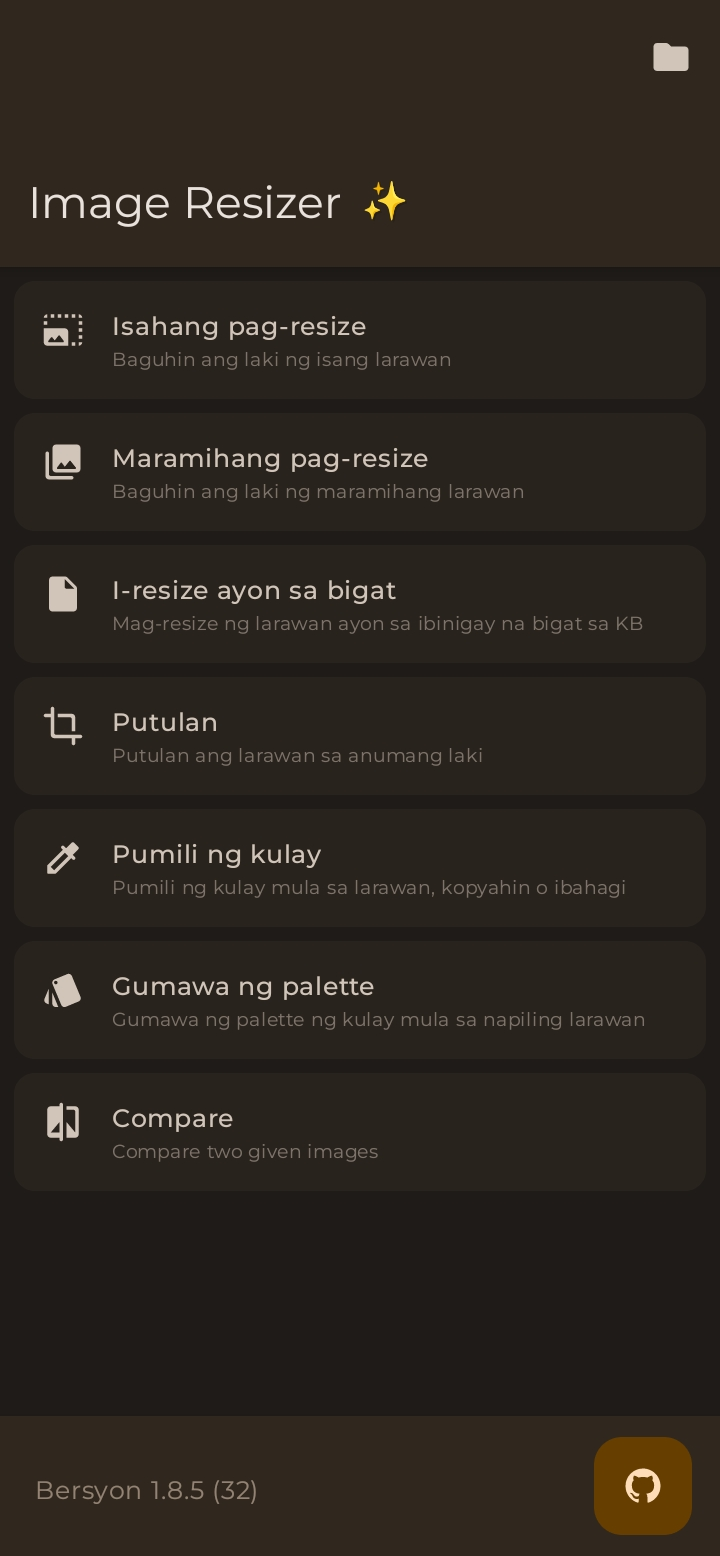 Image Resizer ✨
Isahang pag-resize
Baguhin ang laki ng isang larawan
Maramihang pag-resize
Baguhin ang laki ng maramihang larawan
I-resize ayon sa bigat
Mag-resize ng larawan ayon sa ibinigay na bigat sa KB
Putulan
Putulan ang larawan sa anumang laki
Pumili ng kulay
Pumili ng kulay mula sa larawan, kopyahin o ibahagi
Gumawa ng palette
Gumawa ng palette ng kulay mula sa napiling larawan
Compare
Compare two given images
Bersyon 1.8.5 (32)